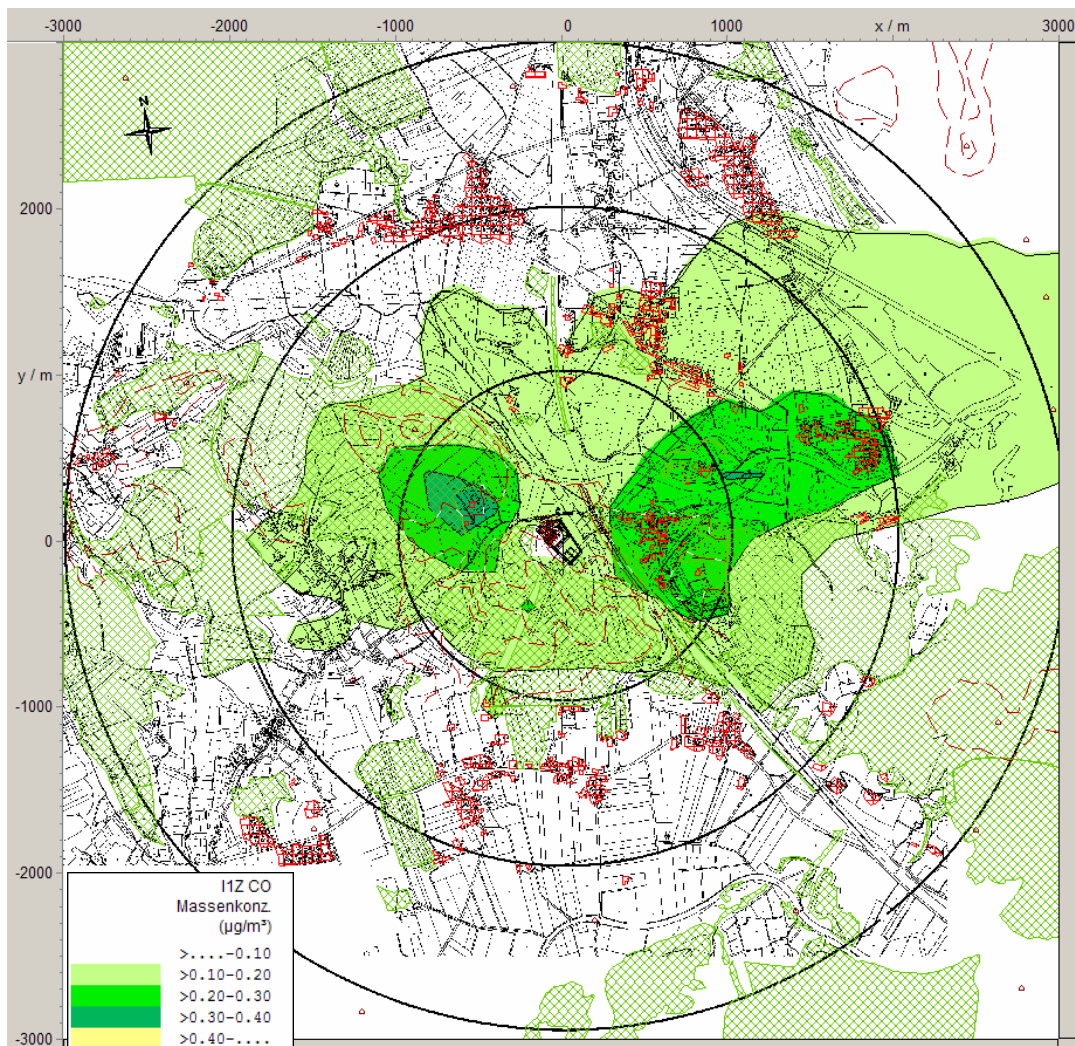 -3000 -2000 -1000 0 1000 x / m 3000
N
2000
y / m
0
-1000
-2000
-3000
I1Z CO
Massenkonz.
(µg/m³)
>....-0.10
>0.10-0.20
>0.20-0.30
>0.30-0.40
>0.40-....